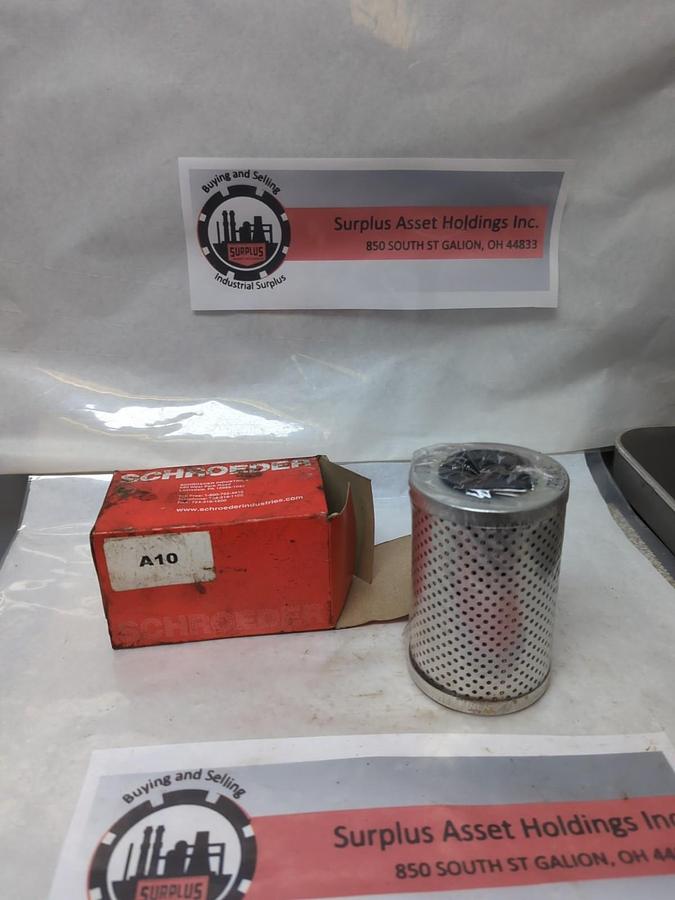 Buying and Selling
SURPLUS
Industrial Surplus
Surplus Asset Holdings Inc.
850 SOUTH ST GALION, OH 44833
SCHROEDER
www.schroederindustries.com
A10
SCHROEDER
Buying and Selling
SURPLUS
Surplus Asset Holdings Inc
850 SOUTH ST GALION, OH 44